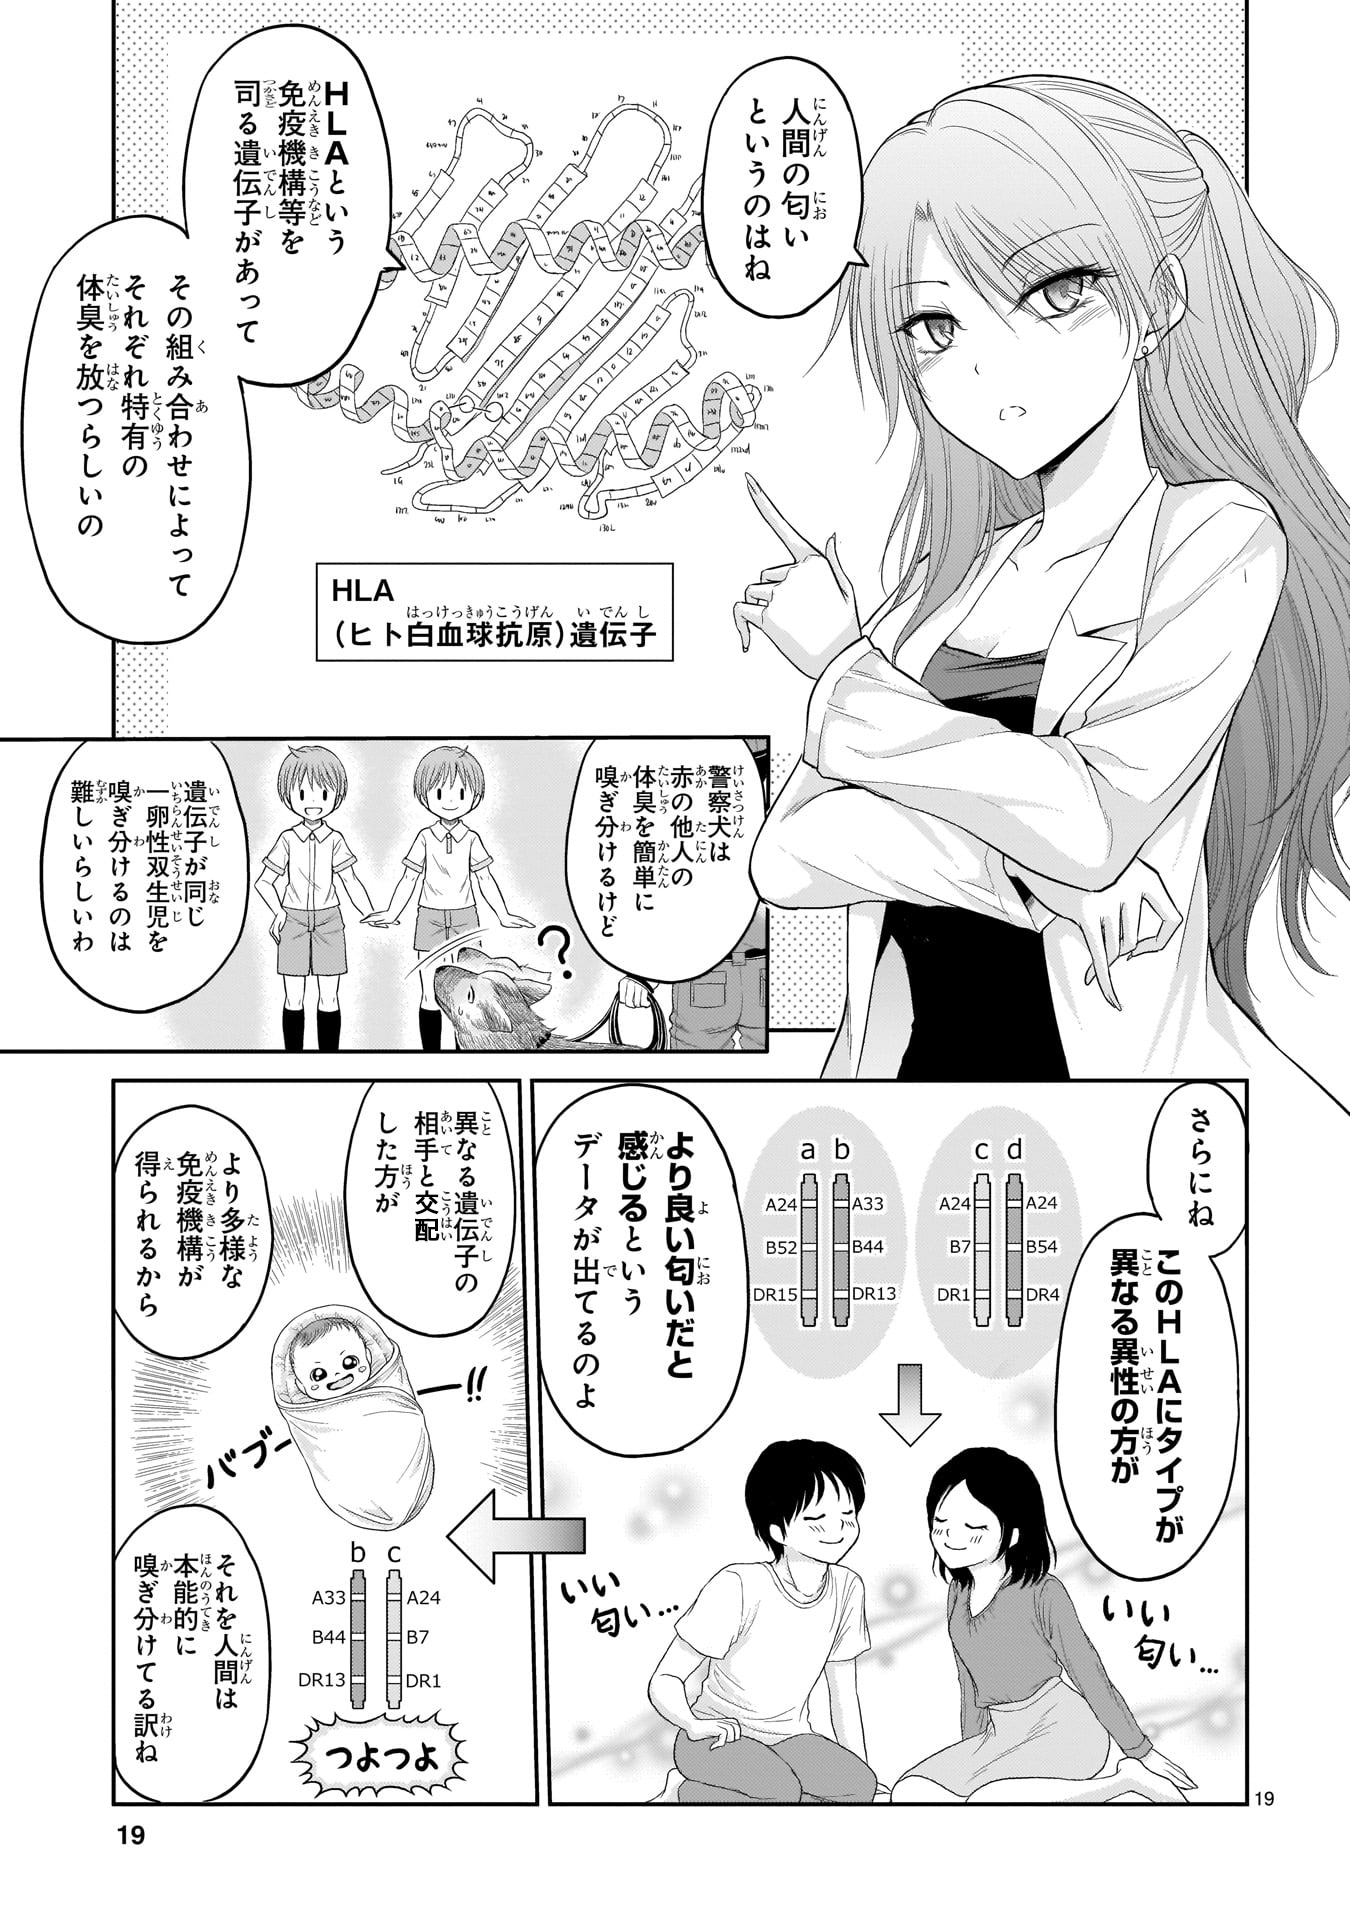 人間の匂い
というのはね
HLAという
免疫機構等を
司る遺伝子があって
その組み合わせによって
それぞれ特有の
体臭を放つらしいの
HLA
(ヒト白血球抗原)遺伝子
警察犬は
赤の他人の
体臭を簡単に
嗅ぎ分けるけど
?
遺伝子が同じ
一卵性双生児を
嗅ぎ分けるのは
難しいらしいわ
さらにね
このHLAにタイプが
異なる異性の方が
a b
A24 A33
B52 B44
DR15 DR13
c d
A24 A24
B7 B54
DR1 DR4
より良い匂いだと
感じるという
データが出てるのよ
いい
匂い…
いい
匂い…
異なる遺伝子の
相手と交配
した方が
より多様な
免疫機構が
得られるから
バブー
ー!!
b c
A33 A24
B44 B7
DR13 DR1
つよつよ
それを人間は
本能的に
嗅ぎ分けてる訳ね
19
19